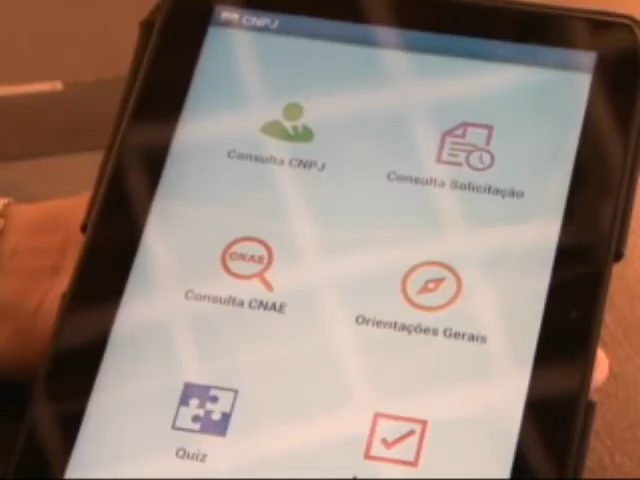 CNPJ
Consulta CNPJ
Consulta Solicitação
CNAE
Consulta CNAE
Orientações Gerais
Quiz